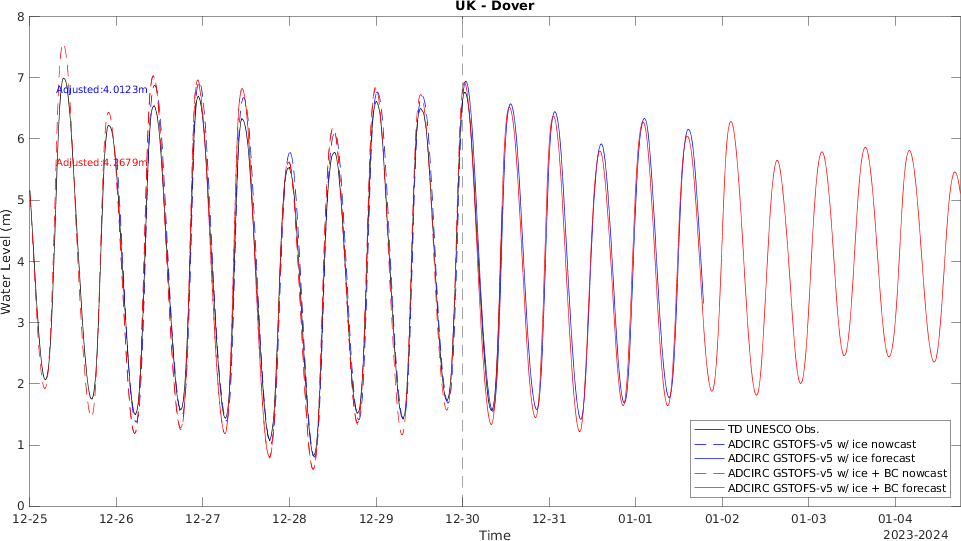 UK - Dover
8
7
6
5
4
3
2
1
0
Water Level (m)
Adjusted:4.0123m
Adjusted:4.2679m
TD UNESCO Obs.
ADCIRC GSTOFS-v5 w/ ice nowcast
ADCIRC GSTOFS-v5 w/ ice forecast
ADCIRC GSTOFS-v5 w/ ice + BC nowcast
ADCIRC GSTOFS-v5 w/ ice + BC forecast
12-25 12-26 12-27 12-28 12-29 12-30 12-31 01-01 01-02 01-03 01-04
Time
2023-2024